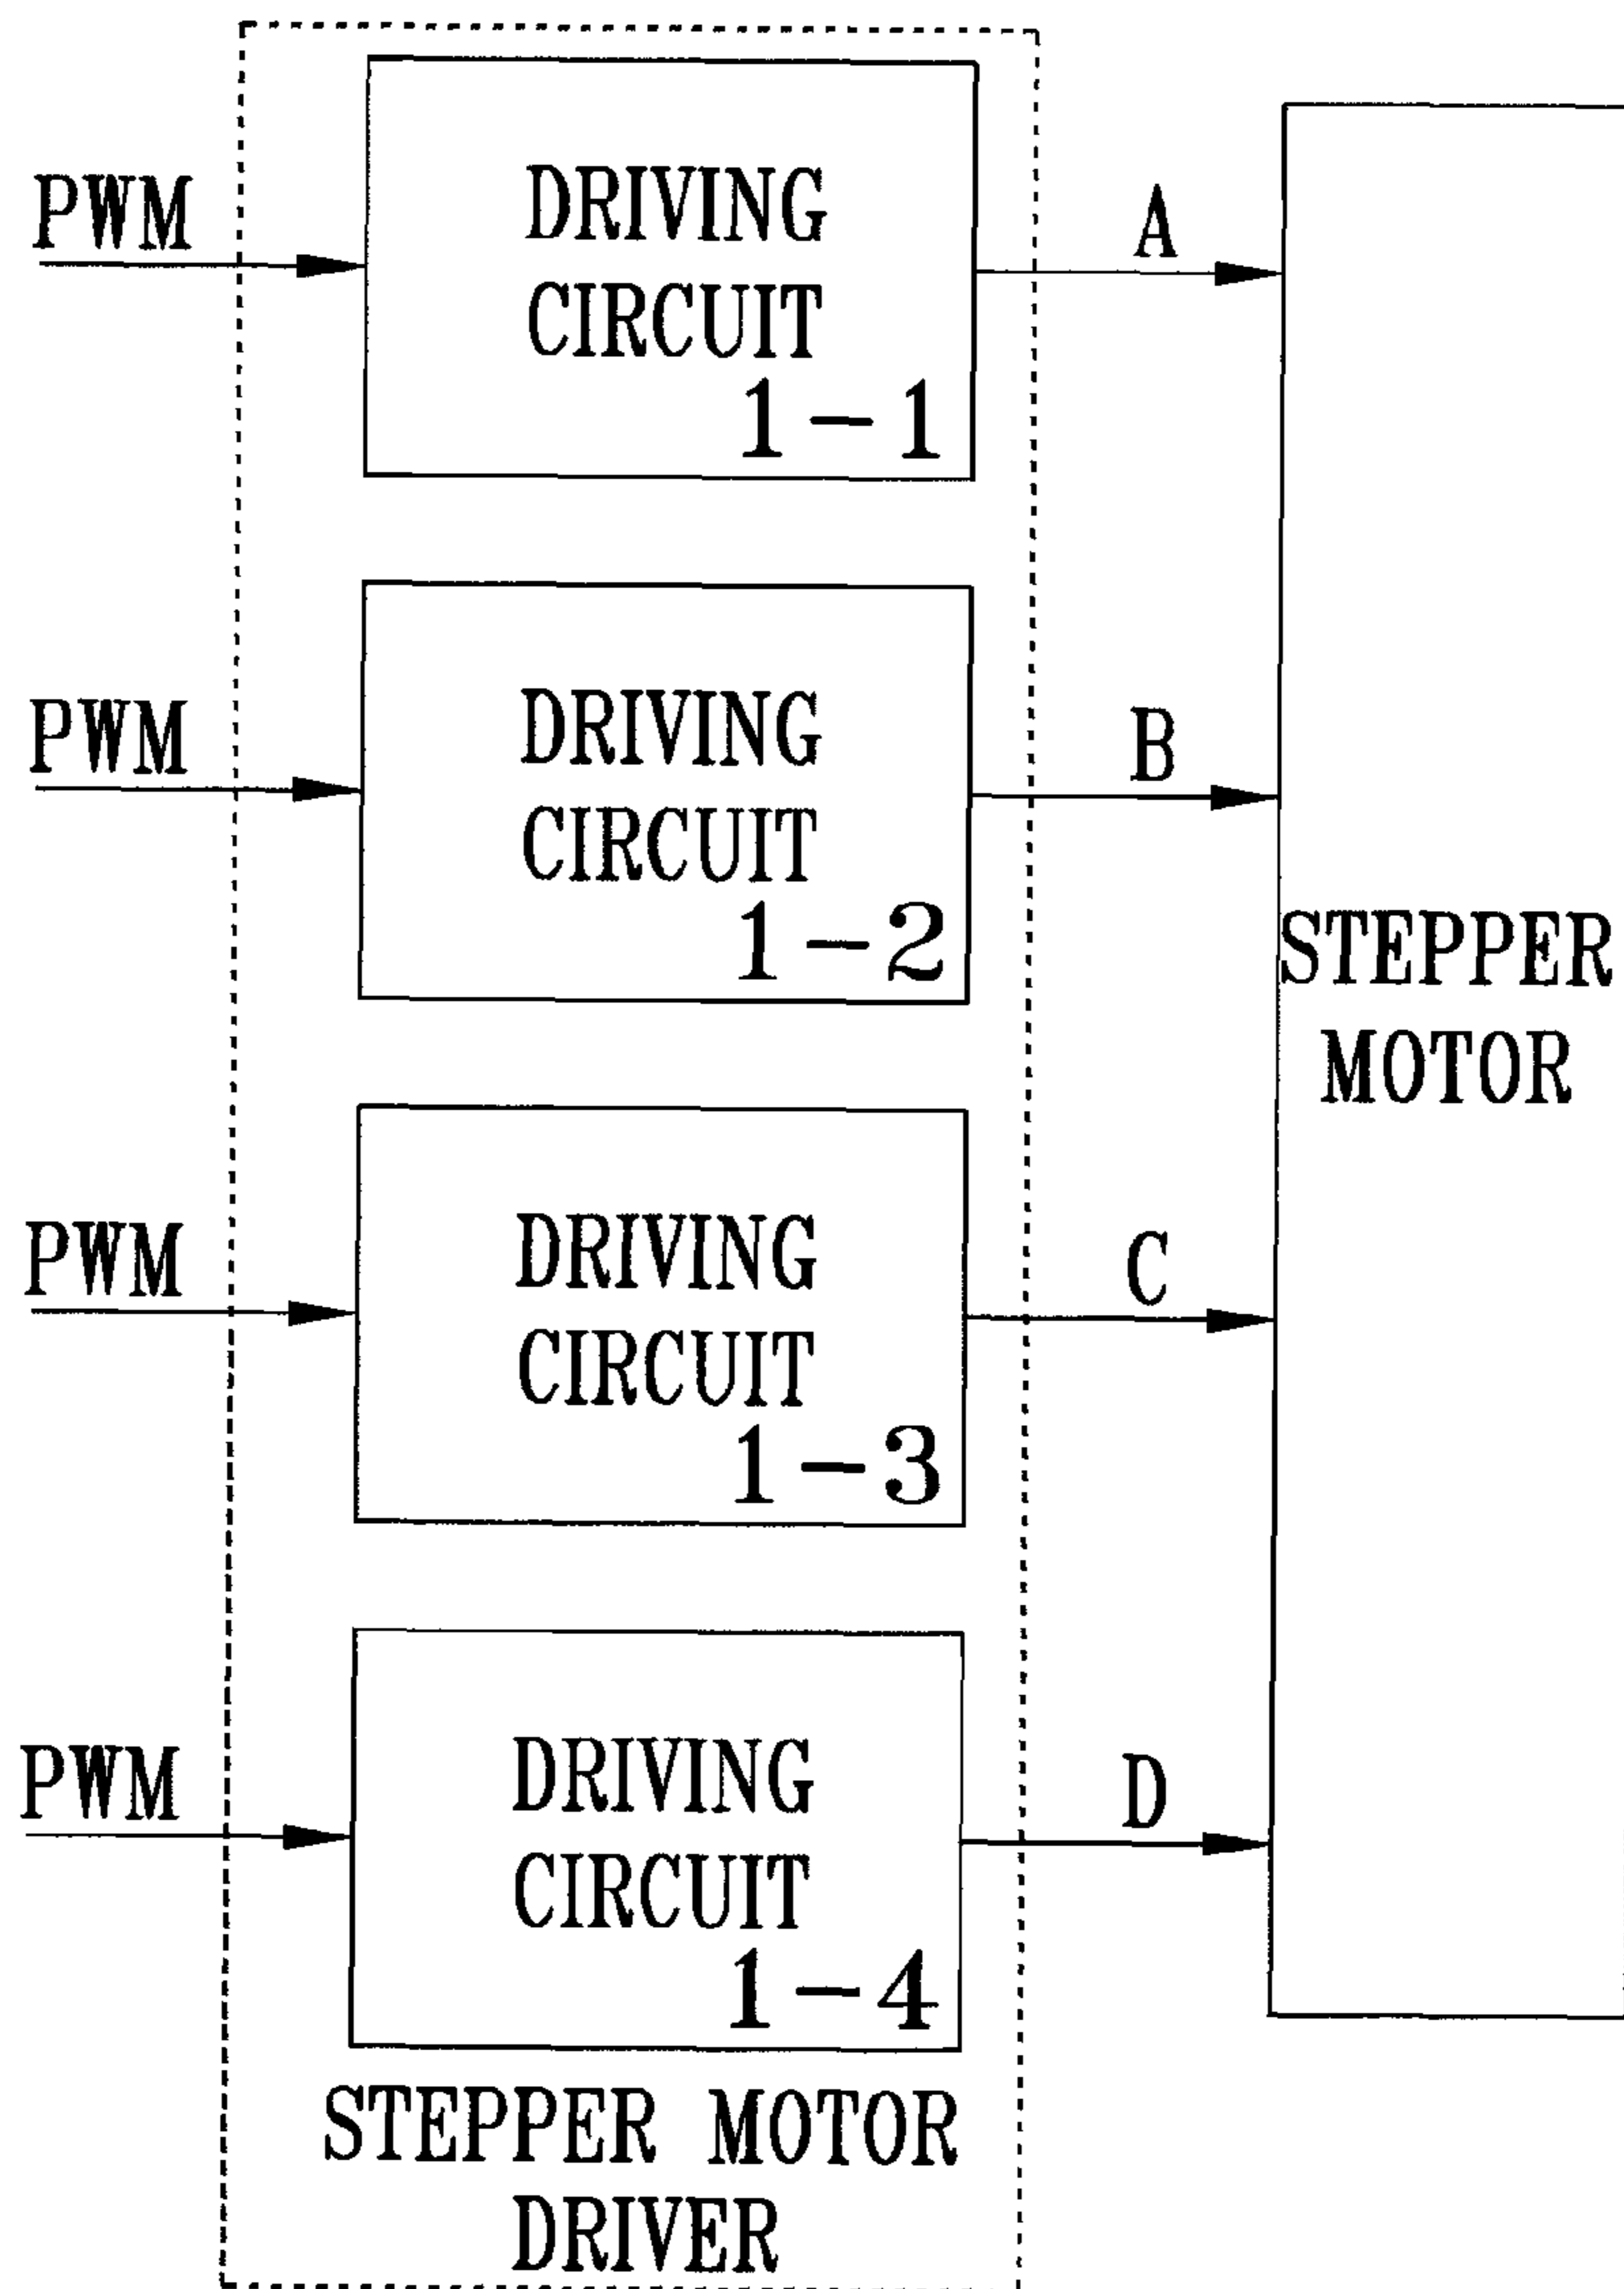 PWM
DRIVING
CIRCUIT
1-1
A
PWM
DRIVING
CIRCUIT
1-2
B
STEPPER
MOTOR
PWM
DRIVING
CIRCUIT
1-3
C
PWM
DRIVING
CIRCUIT
1-4
D
STEPPER MOTOR
DRIVER